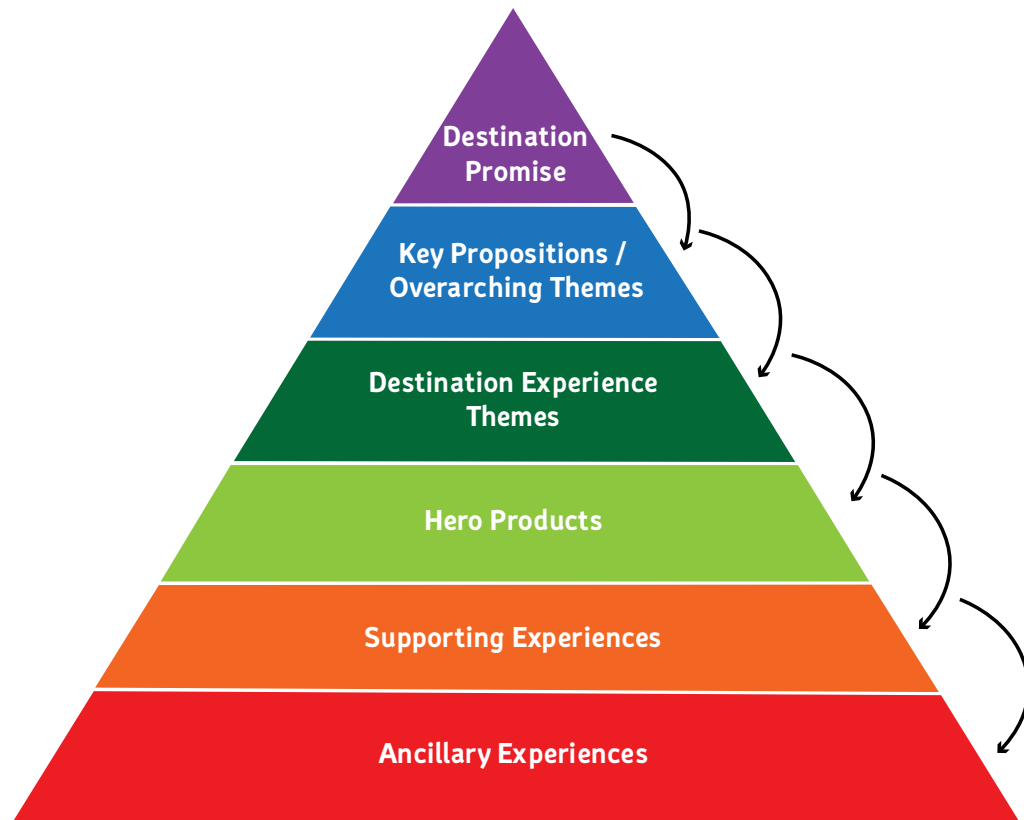 Destination
Promise
Key Propositions /
Overarching Themes
Destination Experience
Themes
Hero Products
Supporting Experiences
Ancillary Experiences